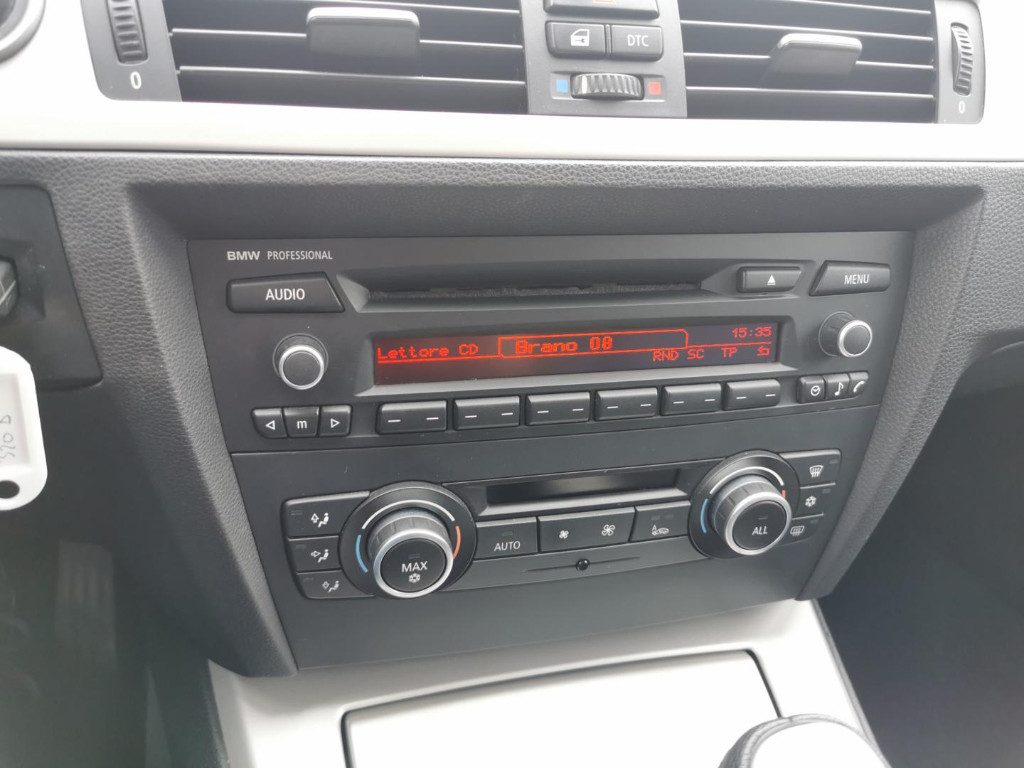 DTC
0
0
BMW PROFESSIONAL
AUDIO
MENU
15:35
Lettore CD
Brano 08
RND SC TP
m
AUTO
MAX
ALL